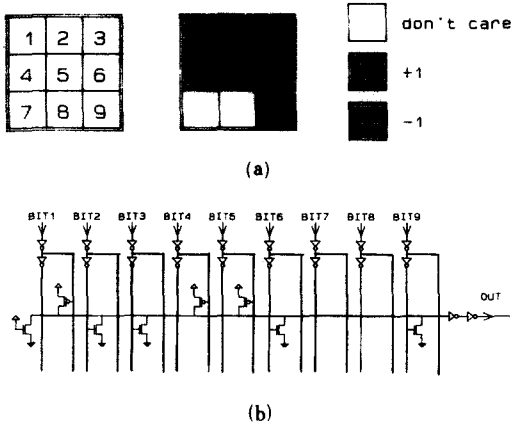 1 2 3
4 5 6
7 8 9
don't care
+1
-1
(a)
BIT1 BIT2 BIT3 BIT4 BIT5 BIT6 BIT7 BIT8 BIT9
OUT
(b)